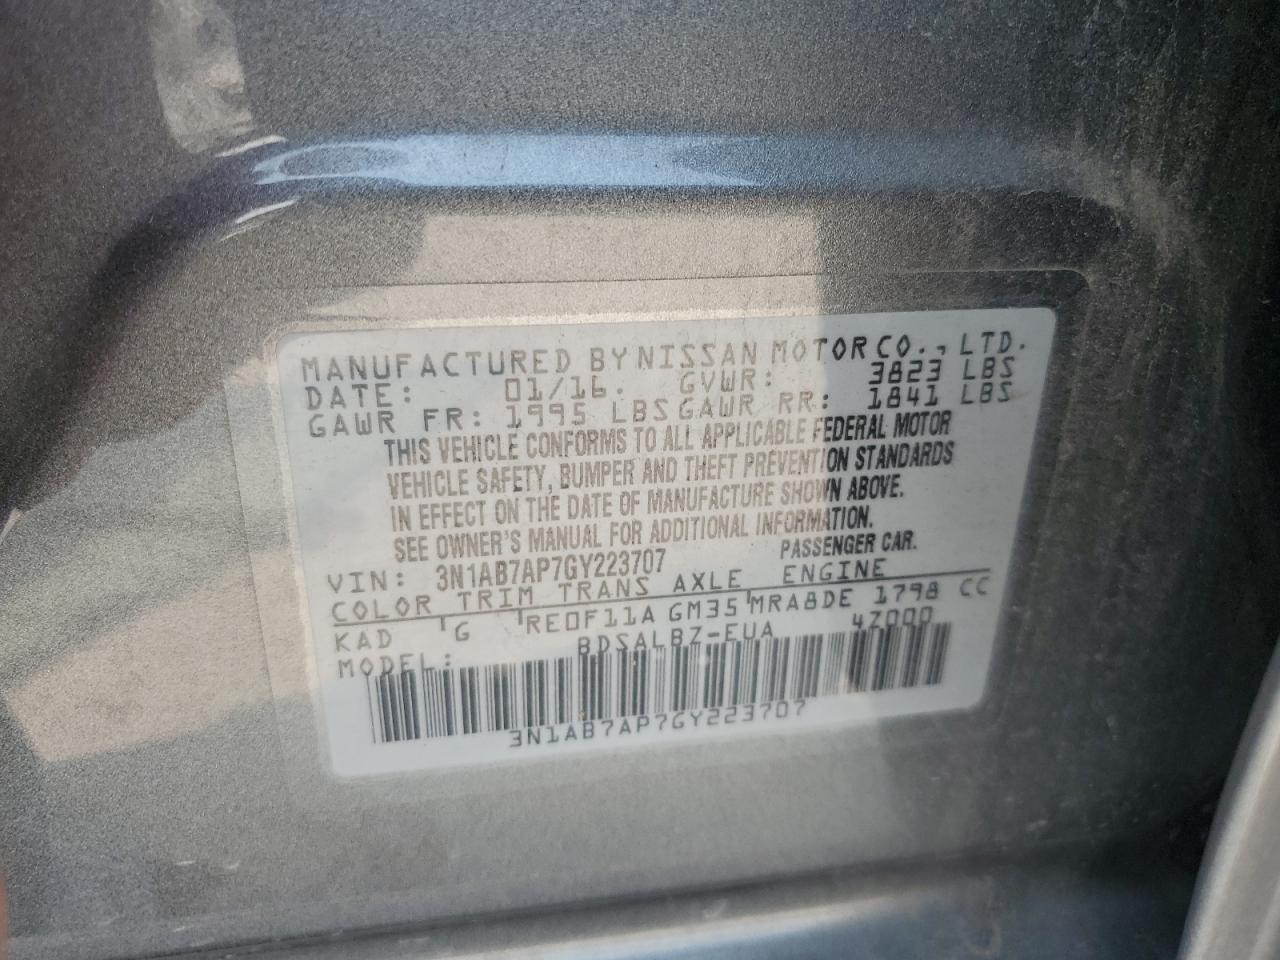 MANUFACTURED BY NISSAN MOTOR CO., LTD.
DATE: 01/16. GVWR: 3823 LBS
GAWR FR: 1995 LBS GAWR RR: 1841 LBS
THIS VEHICLE CONFORMS TO ALL APPLICABLE FEDERAL MOTOR
VEHICLE SAFETY, BUMPER AND THEFT PREVENTION STANDARDS
IN EFFECT ON THE DATE OF MANUFACTURE SHOWN ABOVE.
SEE OWNER'S MANUAL FOR ADDITIONAL INFORMATION.
VIN: 3N1AB7AP7GY223707 PASSENGER CAR.
COLOR TRIM TRANS AXLE ENGINE
KAD G RE0F11A GM35 MRA8DE 1798 CC
MODEL: BDSALBZ-EUA 4Z000
3N1AB7AP7GY223707